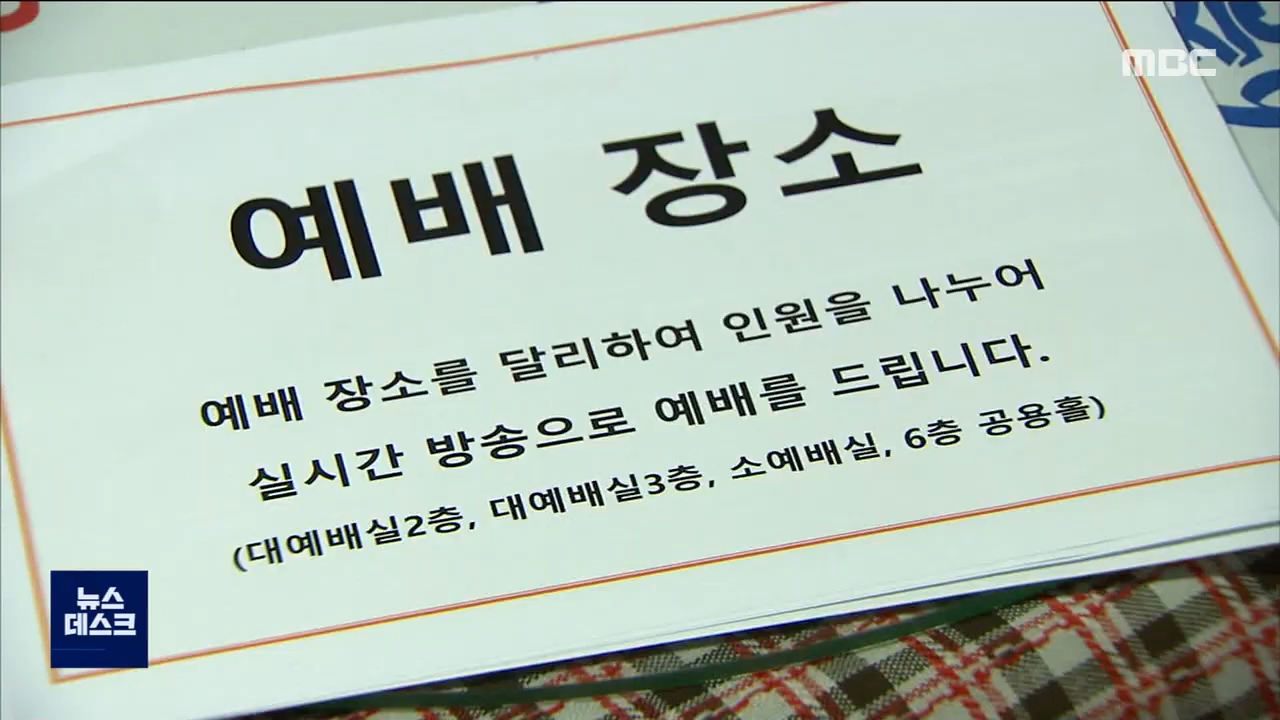 MBC
예배 장소
예배 장소를 달리하여 인원을 나누어
실시간 방송으로 예배를 드립니다.
(대예배실2층, 대예배실3층, 소예배실, 6층 공용홀)
뉴스
데스크